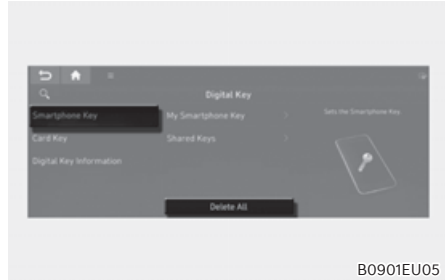 Digital Key
Smartphone Key
My Smartphone Key
Sets the Smartphone Key.
Card Key
Shared Keys
Digital Key Information
Delete All
B0901EU05